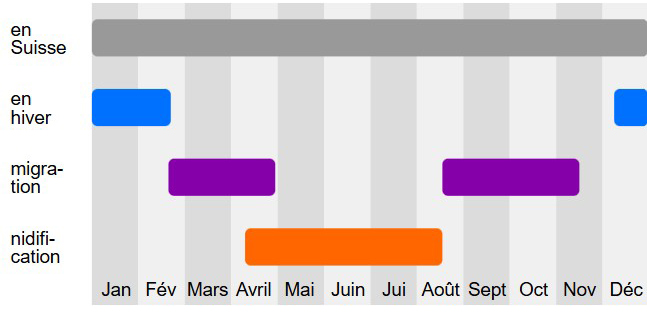 en
Suisse
en
hiver
migra-
tion
nidifi-
cation
Jan Fév Mars Avril Mai Juin Jui Août Sept Oct Nov Déc